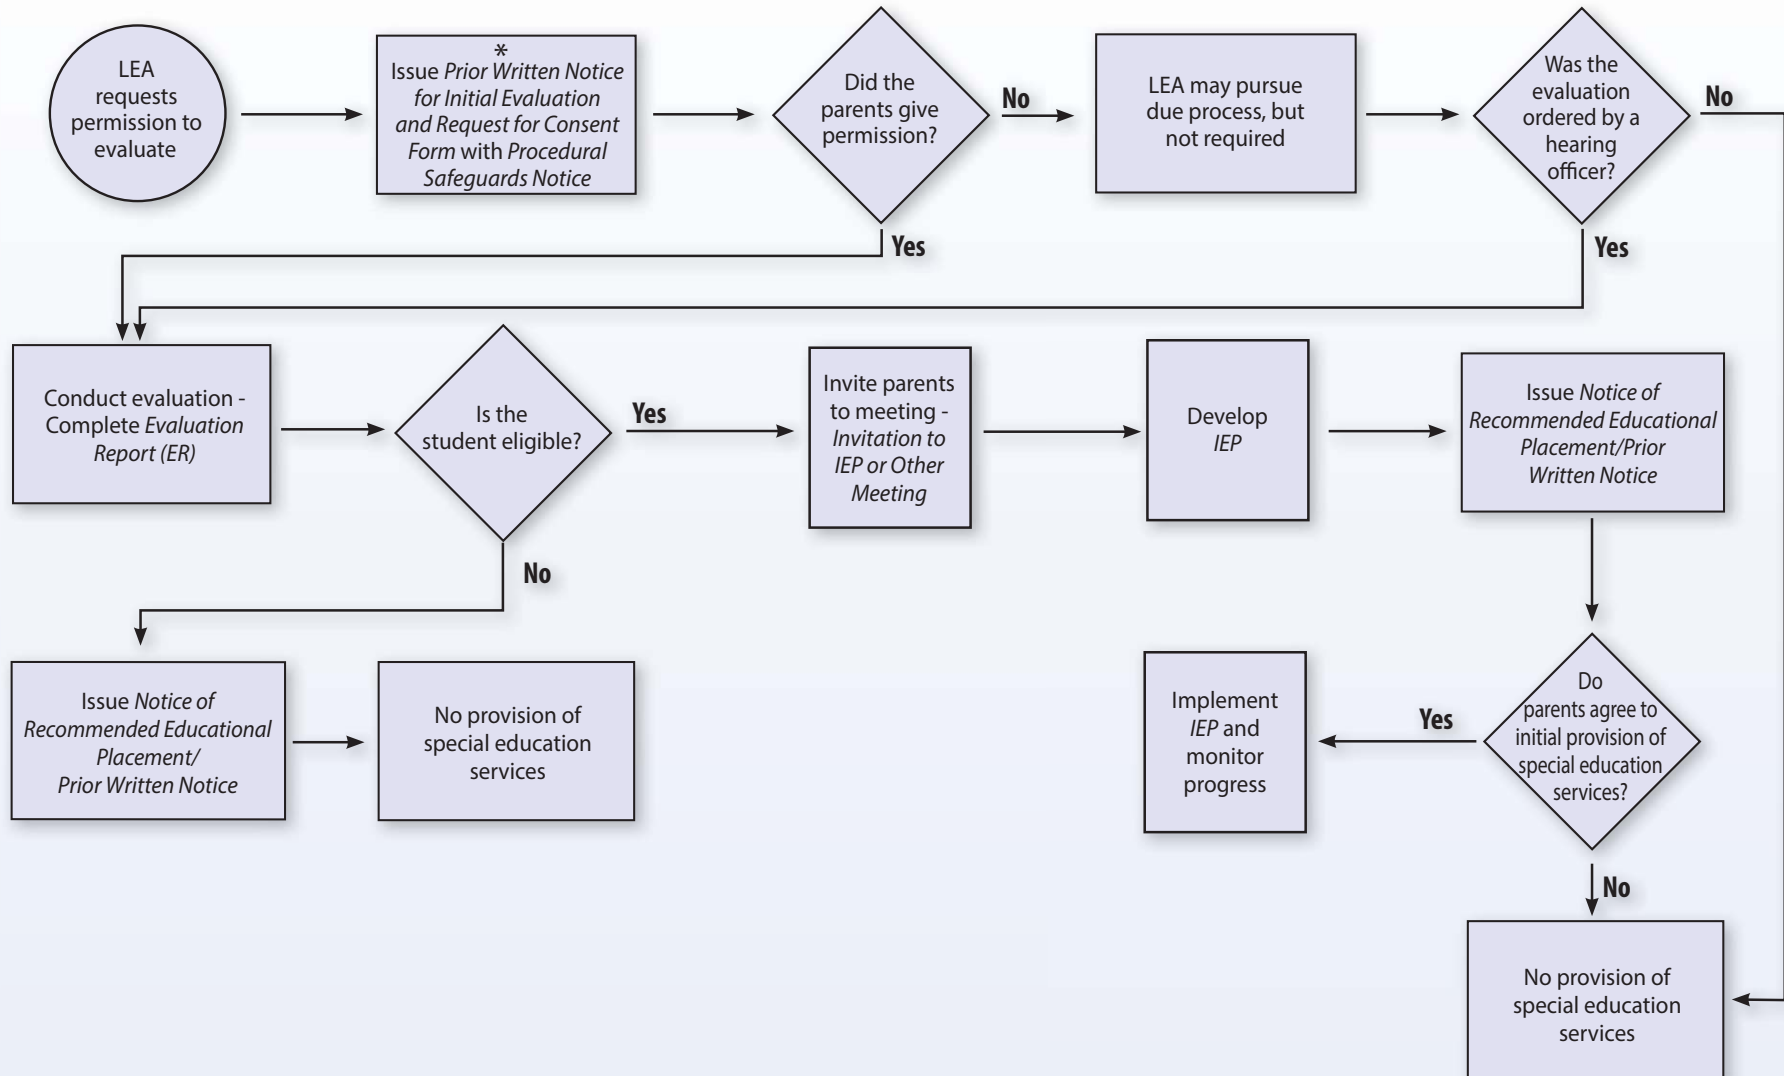 LEA
requests
permission to
evaluate
*
Issue Prior Written Notice
for Initial Evaluation
and Request for Consent
Form with Procedural
Safeguards Notice
Did the
parents give
permission?
No
LEA may pursue
due process, but
not required
Was the
evaluation
ordered by a
hearing
officer?
No
Yes
Yes
Conduct evaluation -
Complete Evaluation
Report (ER)
Is the
student eligible?
Yes
Invite parents
to meeting -
Invitation to
IEP or Other
Meeting
Develop
IEP
Issue Notice of
Recommended Educational
Placement/Prior
Written Notice
No
Issue Notice of
Recommended Educational
Placement/
Prior Written Notice
No provision of
special education
services
Implement
IEP and
monitor
progress
Yes
Do
parents agree to
initial provision of
special education
services?
No
No provision of
special education
services